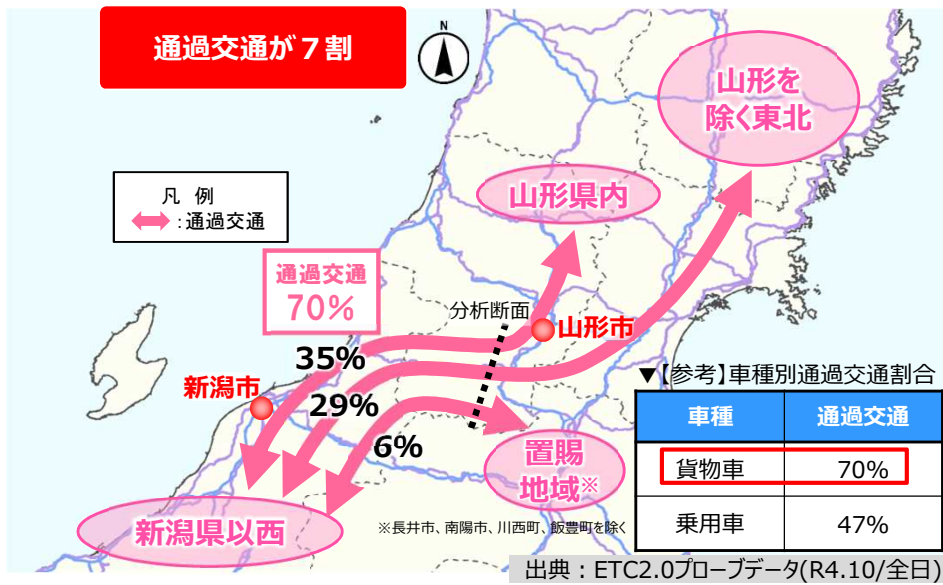 通過交通が７割
N
山形を
除く東北
凡 例
：通過交通
山形県内
通過交通
70%
分析断面
山形市
35%
新潟市
29%
6%
▼【参考】車種別通過交通割合
車種 通過交通
貨物車 70%
乗用車 47%
置賜
地域※
新潟県以西
※長井市、南陽市、川西町、飯豊町を除く
出典：ETC2.0プローブデータ(R4.10/全日)